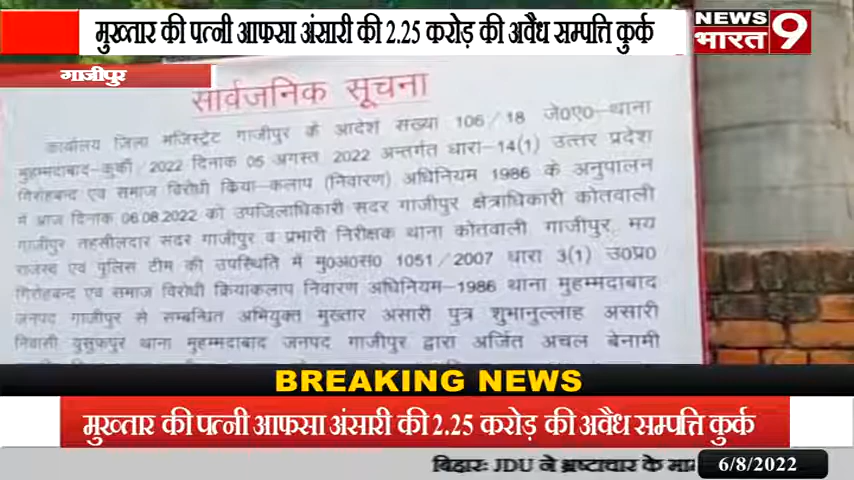 मुख्तार की पत्नी आफसा अंसारी की 2.25 करोड़ की अवैध सम्पत्ति कुर्क
NEWS
भारत 9
गाजीपुर
सार्वजनिक सूचना
कार्यालय जिला मजिस्ट्रेट गाजीपुर के आदेश संख्या 106/18 जे0ए0-थाना
मुहम्मदाबाद-कुर्की/2022 दिनांक 05 अगस्त 2022 अन्तर्गत धारा-14(1) उत्तर प्रदेश
गिरोहबन्द एवं समाज विरोधी क्रिया-कलाप (निवारण) अधिनियम 1986 के अनुपालन
में आज दिनांक 06.08.2022 को उपजिलाधिकारी सदर गाजीपुर क्षेत्राधिकारी कोतवाली
गाजीपुर तहसीलदार सदर गाजीपुर व प्रभारी निरीक्षक थाना कोतवाली गाजीपुर, मय
राजस्व एवं पुलिस टीम की उपस्थिति में मु0अ0सं0 1051/2007 धारा 3(1) उ0प्र0
गिरोहबन्द एवं समाज विरोधी क्रियाकलाप निवारण अधिनियम-1986 थाना मुहम्मदाबाद
जनपद गाजीपुर से सम्बन्धित अभियुक्त मुख्तार अंसारी पुत्र शुभानुल्लाह अंसारी
निवासी युसुफपुर थाना मुहम्मदाबाद जनपद गाजीपुर द्वारा अर्जित अचल बेनामी
BREAKING NEWS
मुख्तार की पत्नी आफसा अंसारी की 2.25 करोड़ की अवैध सम्पत्ति कुर्क
बिहारः JDU ने भ्रष्टाचार के
6/8/2022